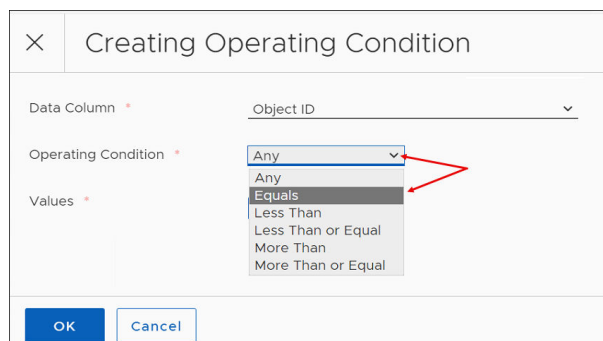 Creating Operating Condition
Data Column *
Object ID
Operating Condition *
Any
Any
Equals
Values *
Less Than
Less Than or Equal
More Than
More Than or Equal
OK
Cancel